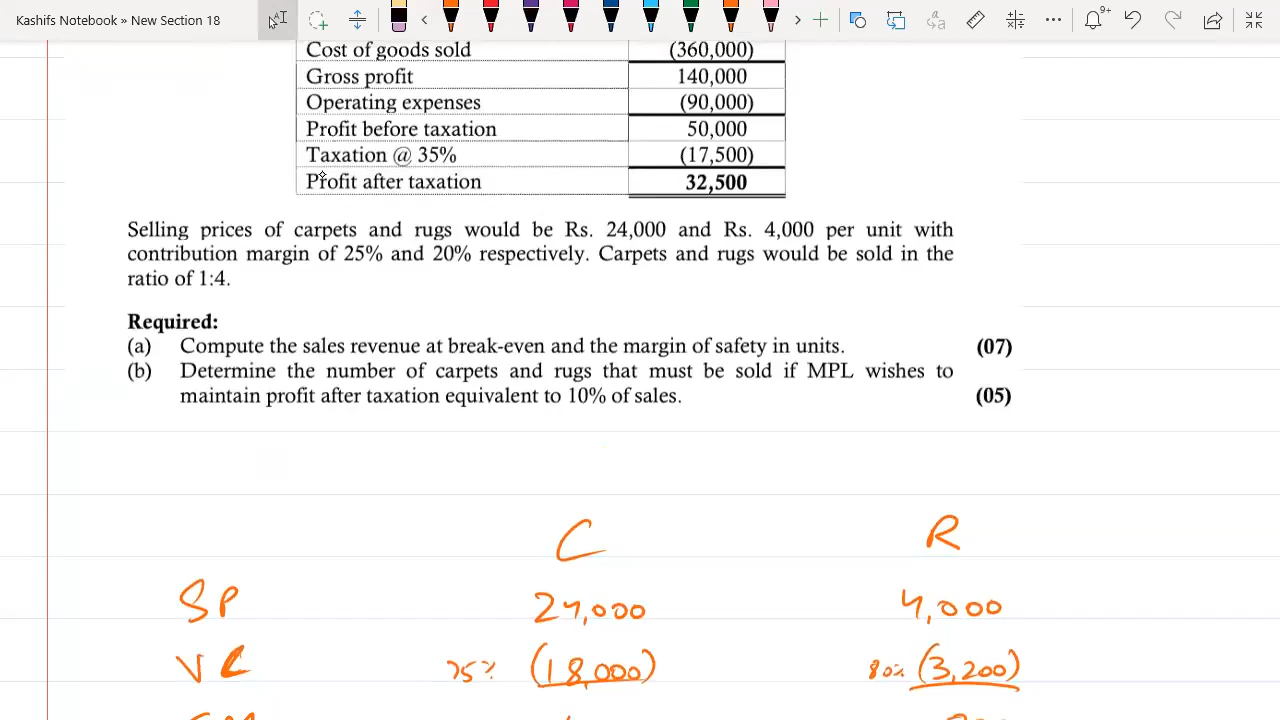 Kashifs Notebook » New Section 18
9+
Cost of goods sold (360,000)
Gross profit 140,000
Operating expenses (90,000)
Profit before taxation 50,000
Taxation @ 35% (17,500)
Profit after taxation 32,500
Selling prices of carpets and rugs would be Rs. 24,000 and Rs. 4,000 per unit with
contribution margin of 25% and 20% respectively. Carpets and rugs would be sold in the
ratio of 1:4.
Required:
(a) Compute the sales revenue at break-even and the margin of safety in units. (07)
(b) Determine the number of carpets and rugs that must be sold if MPL wishes to
maintain profit after taxation equivalent to 10% of sales. (05)
C R
SP 24,000 4,000
VC 75% (18,000) 80% (3,200)